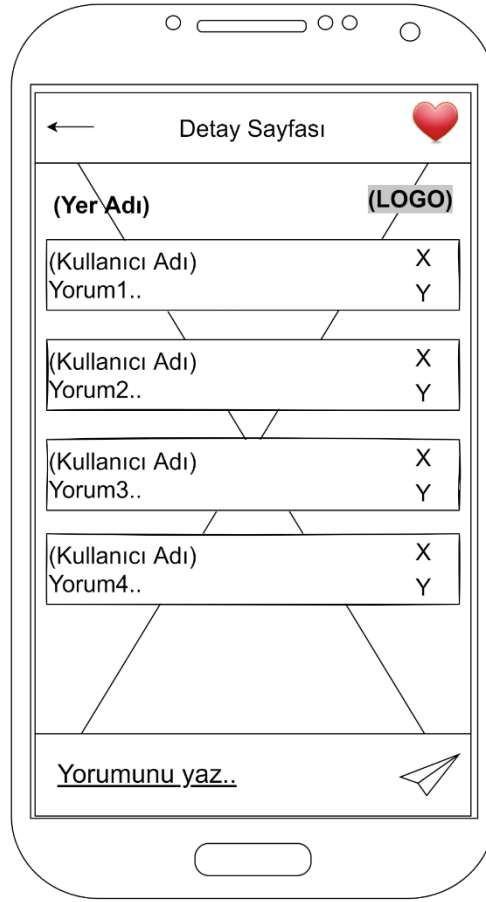 Detay Sayfası
(Yer Adı)
(LOGO)
(Kullanıcı Adı)
X
Yorum1..
Y
(Kullanıcı Adı)
X
Yorum2..
Y
(Kullanıcı Adı)
X
Yorum3..
Y
(Kullanıcı Adı)
X
Yorum4..
Y
Yorumunu yaz..